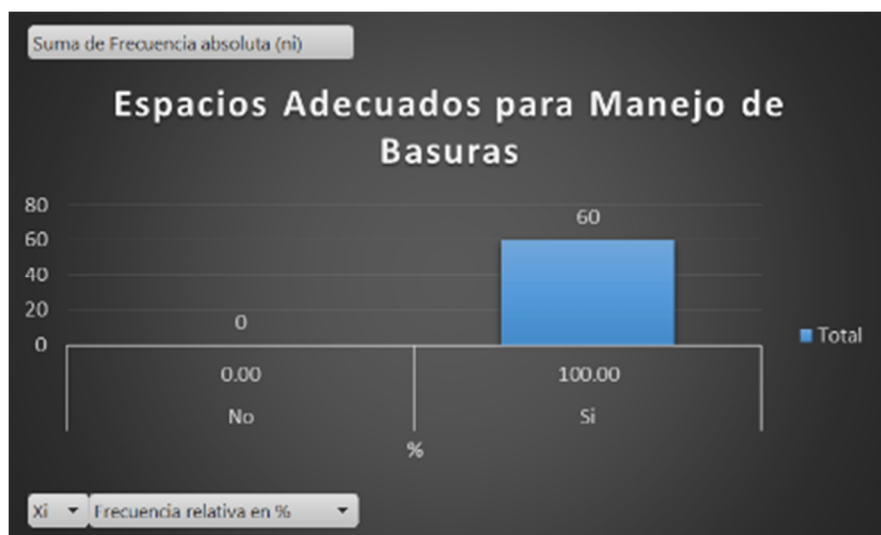 Suma de Frecuencia absoluta (ni)
Espacios Adecuados para Manejo de
Basuras
80
60
40
20
0
0
60
0.00
100.00
No
Si
%
Total
Xi
Frecuencia relativa en %